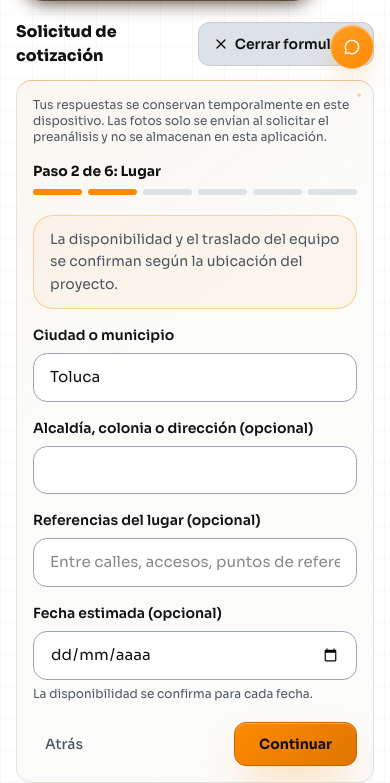 Solicitud de
cotización
Cerrar formul
Tus respuestas se conservan temporalmente en este
dispositivo. Las fotos solo se envían al solicitar el
preanálisis y no se almacenan en esta aplicación.
Paso 2 de 6: Lugar
La disponibilidad y el traslado del equipo
se confirman según la ubicación del
proyecto.
Ciudad o municipio
Toluca
Alcaldía, colonia o dirección (opcional)
Referencias del lugar (opcional)
Entre calles, accesos, puntos de refere
Fecha estimada (opcional)
dd/mm/aaaa
La disponibilidad se confirma para cada fecha.
Atrás
Continuar